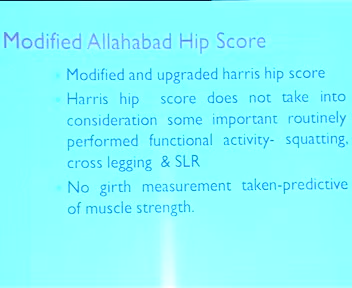 Modified Allahabad Hip Score
Modified and upgraded harris hip score
Harris hip score does not take into
consideration some important routinely
performed functional activity- squatting,
cross legging & SLR
No girth measurement taken-predictive
of muscle strength.